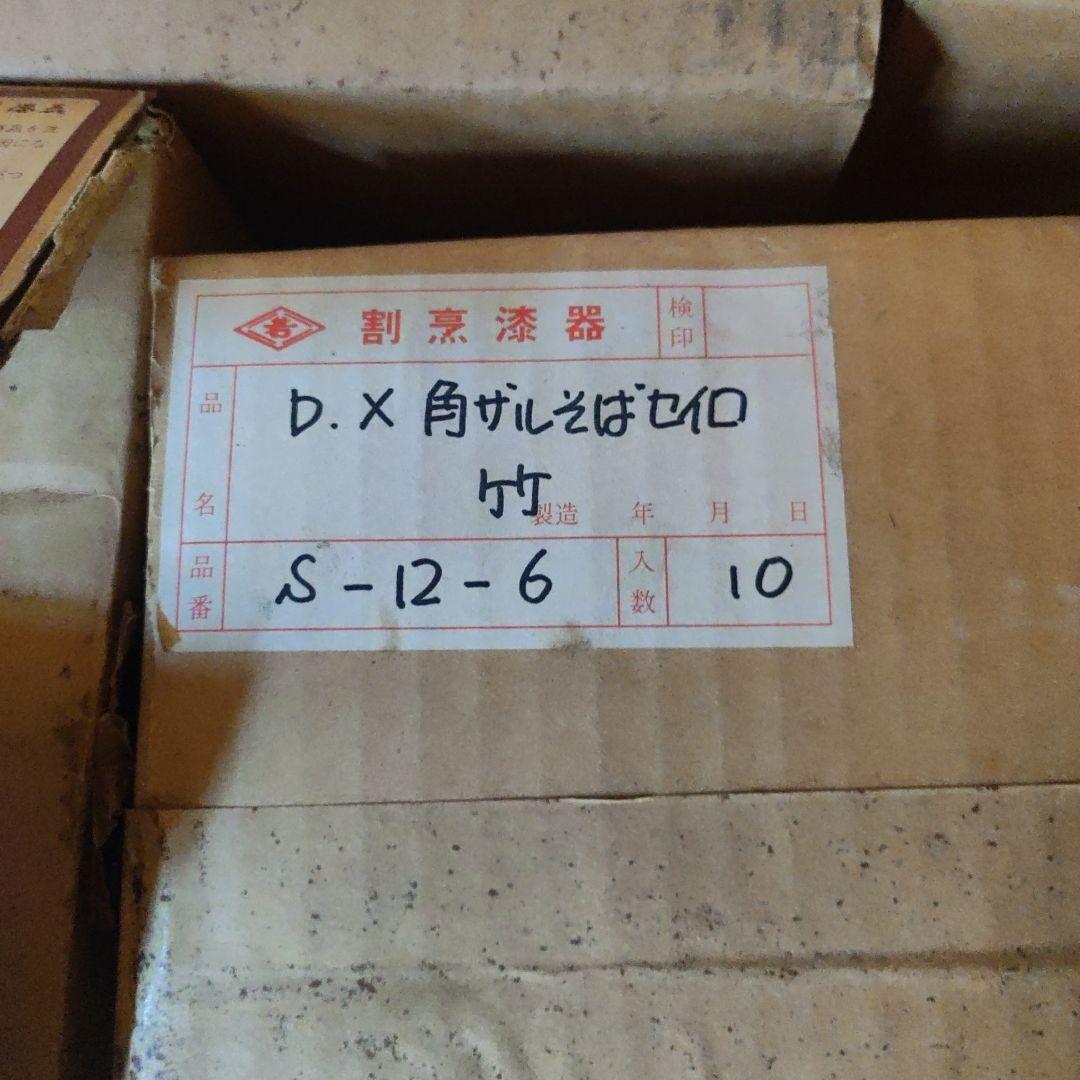 割烹漆器
検印
品名
D.X 角ザルそばセイロ
竹
製造 年 月 日
品番
S-12-6
入数
10